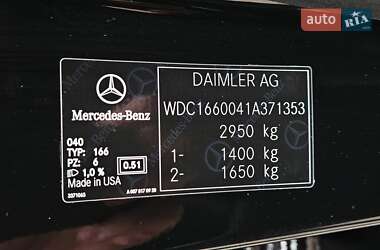 auto RIA
DAIMLER AG
Mercedes-Benz
WDC1660041A371353
2950 kg
1- 1400 kg
2- 1650 kg
040
TYP: 166
PZ: 6
1,0 %
0.51
Made in USA